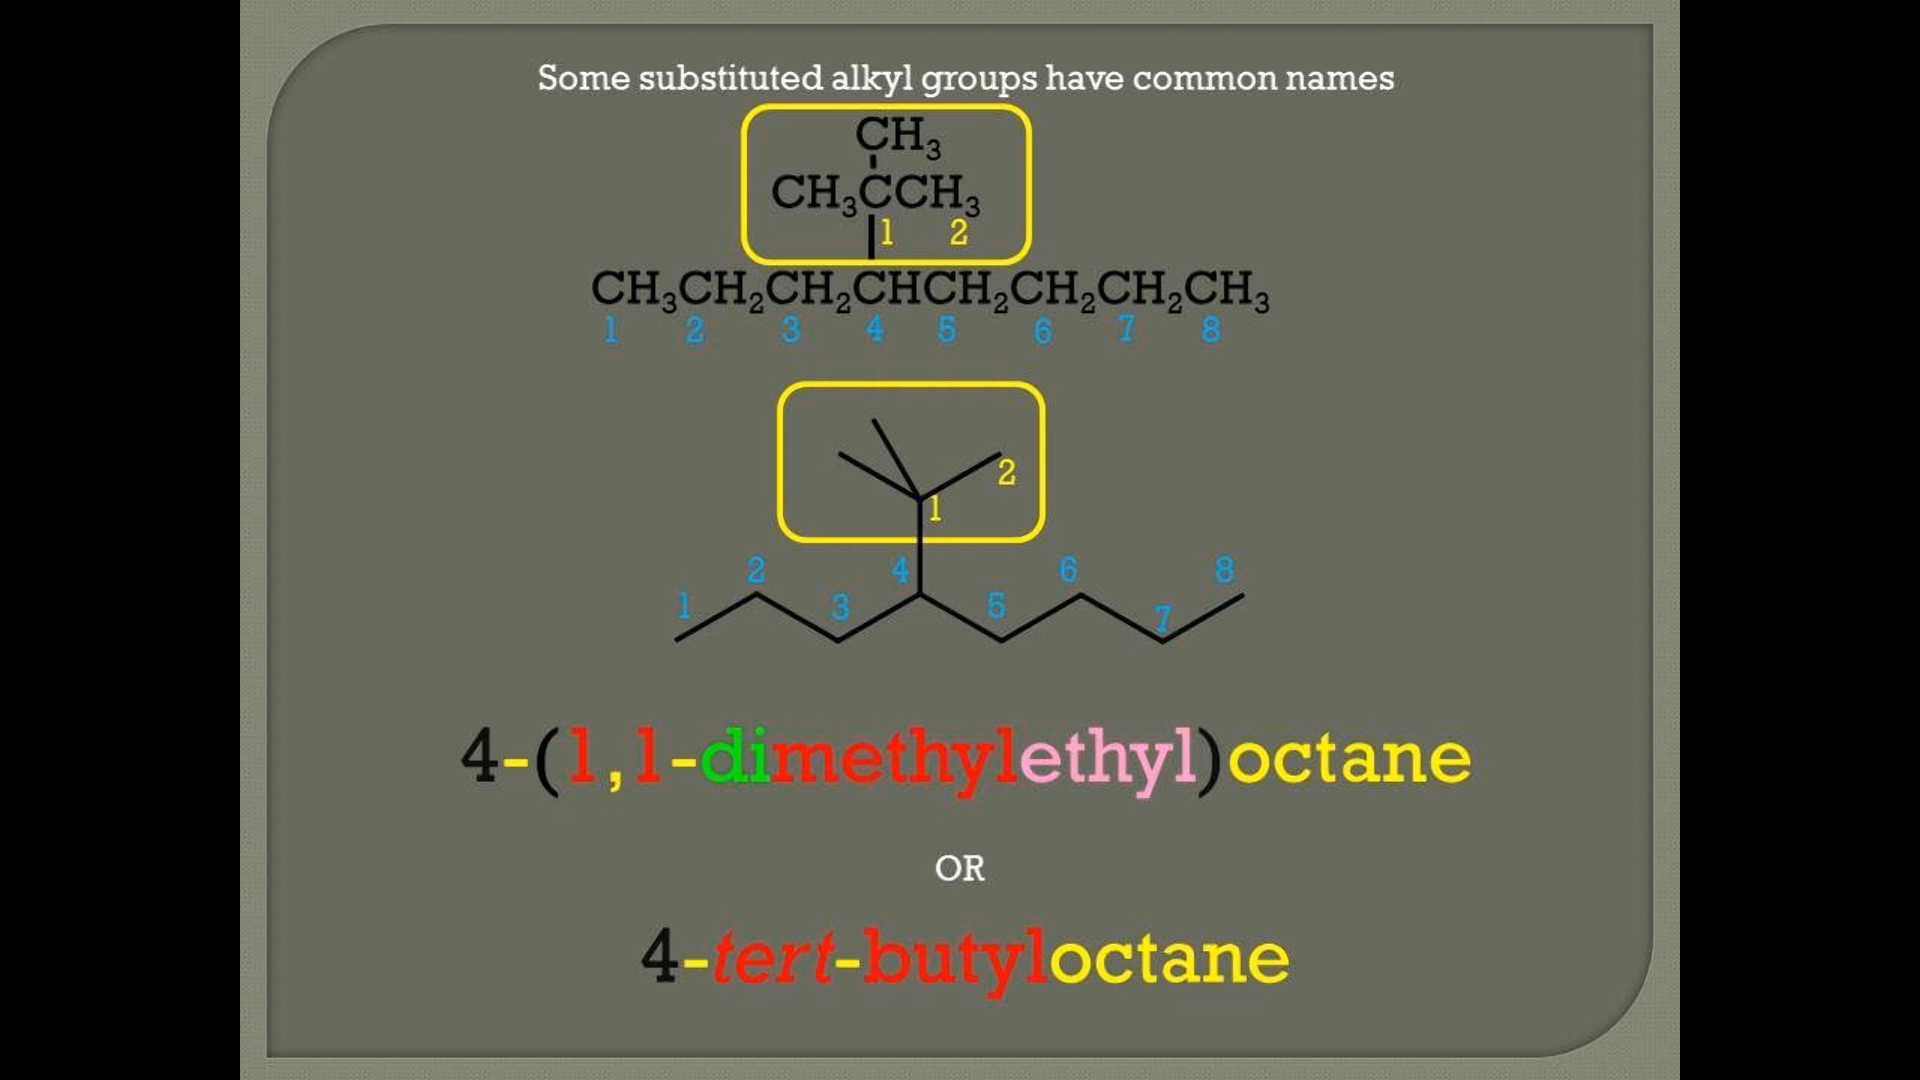 Some substituted alkyl groups have common names
CH3
CH3CCH3
1 2
CH3CH2CH2CHCH2CH2CH2CH3
1 2 3 4 5 6 7 8
2
1
2 4 6 8
1 3 5 7
4-(1,1-dimethylethyl)octane
OR
4-tert-butyloctane